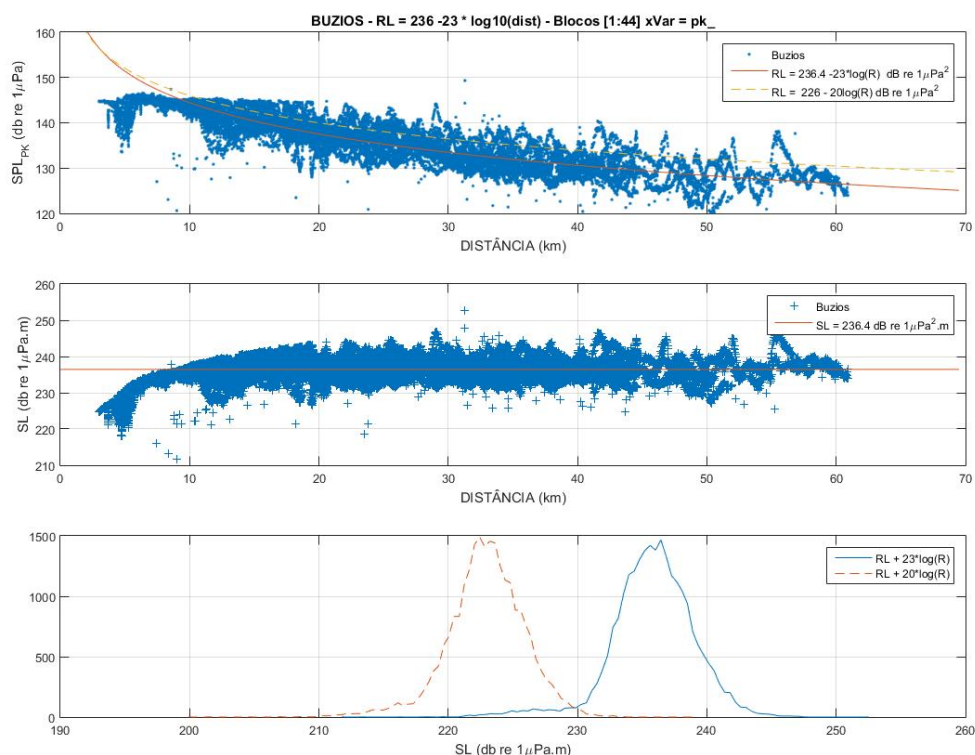 BUZIOS - RL = 236 -23 * log10(dist) - Blocos [1:44] xVar = pk_
160
150
140
130
120
SPL_PK (db re 1μPa)
Buzios
RL = 236.4 -23*log(R) dB re 1μPa²
RL = 226 - 20log(R) dB re 1μPa²
0 10 20 30 40 50 60 70
DISTÂNCIA (km)
260
250
240
230
220
210
SL (db re 1μPa.m)
Buzios
SL = 236.4 dB re 1μPa².m
0 10 20 30 40 50 60 70
DISTÂNCIA (km)
1500
1000
500
0
RL + 23*log(R)
RL + 20*log(R)
190 200 210 220 230 240 250 260
SL (db re 1μPa.m)